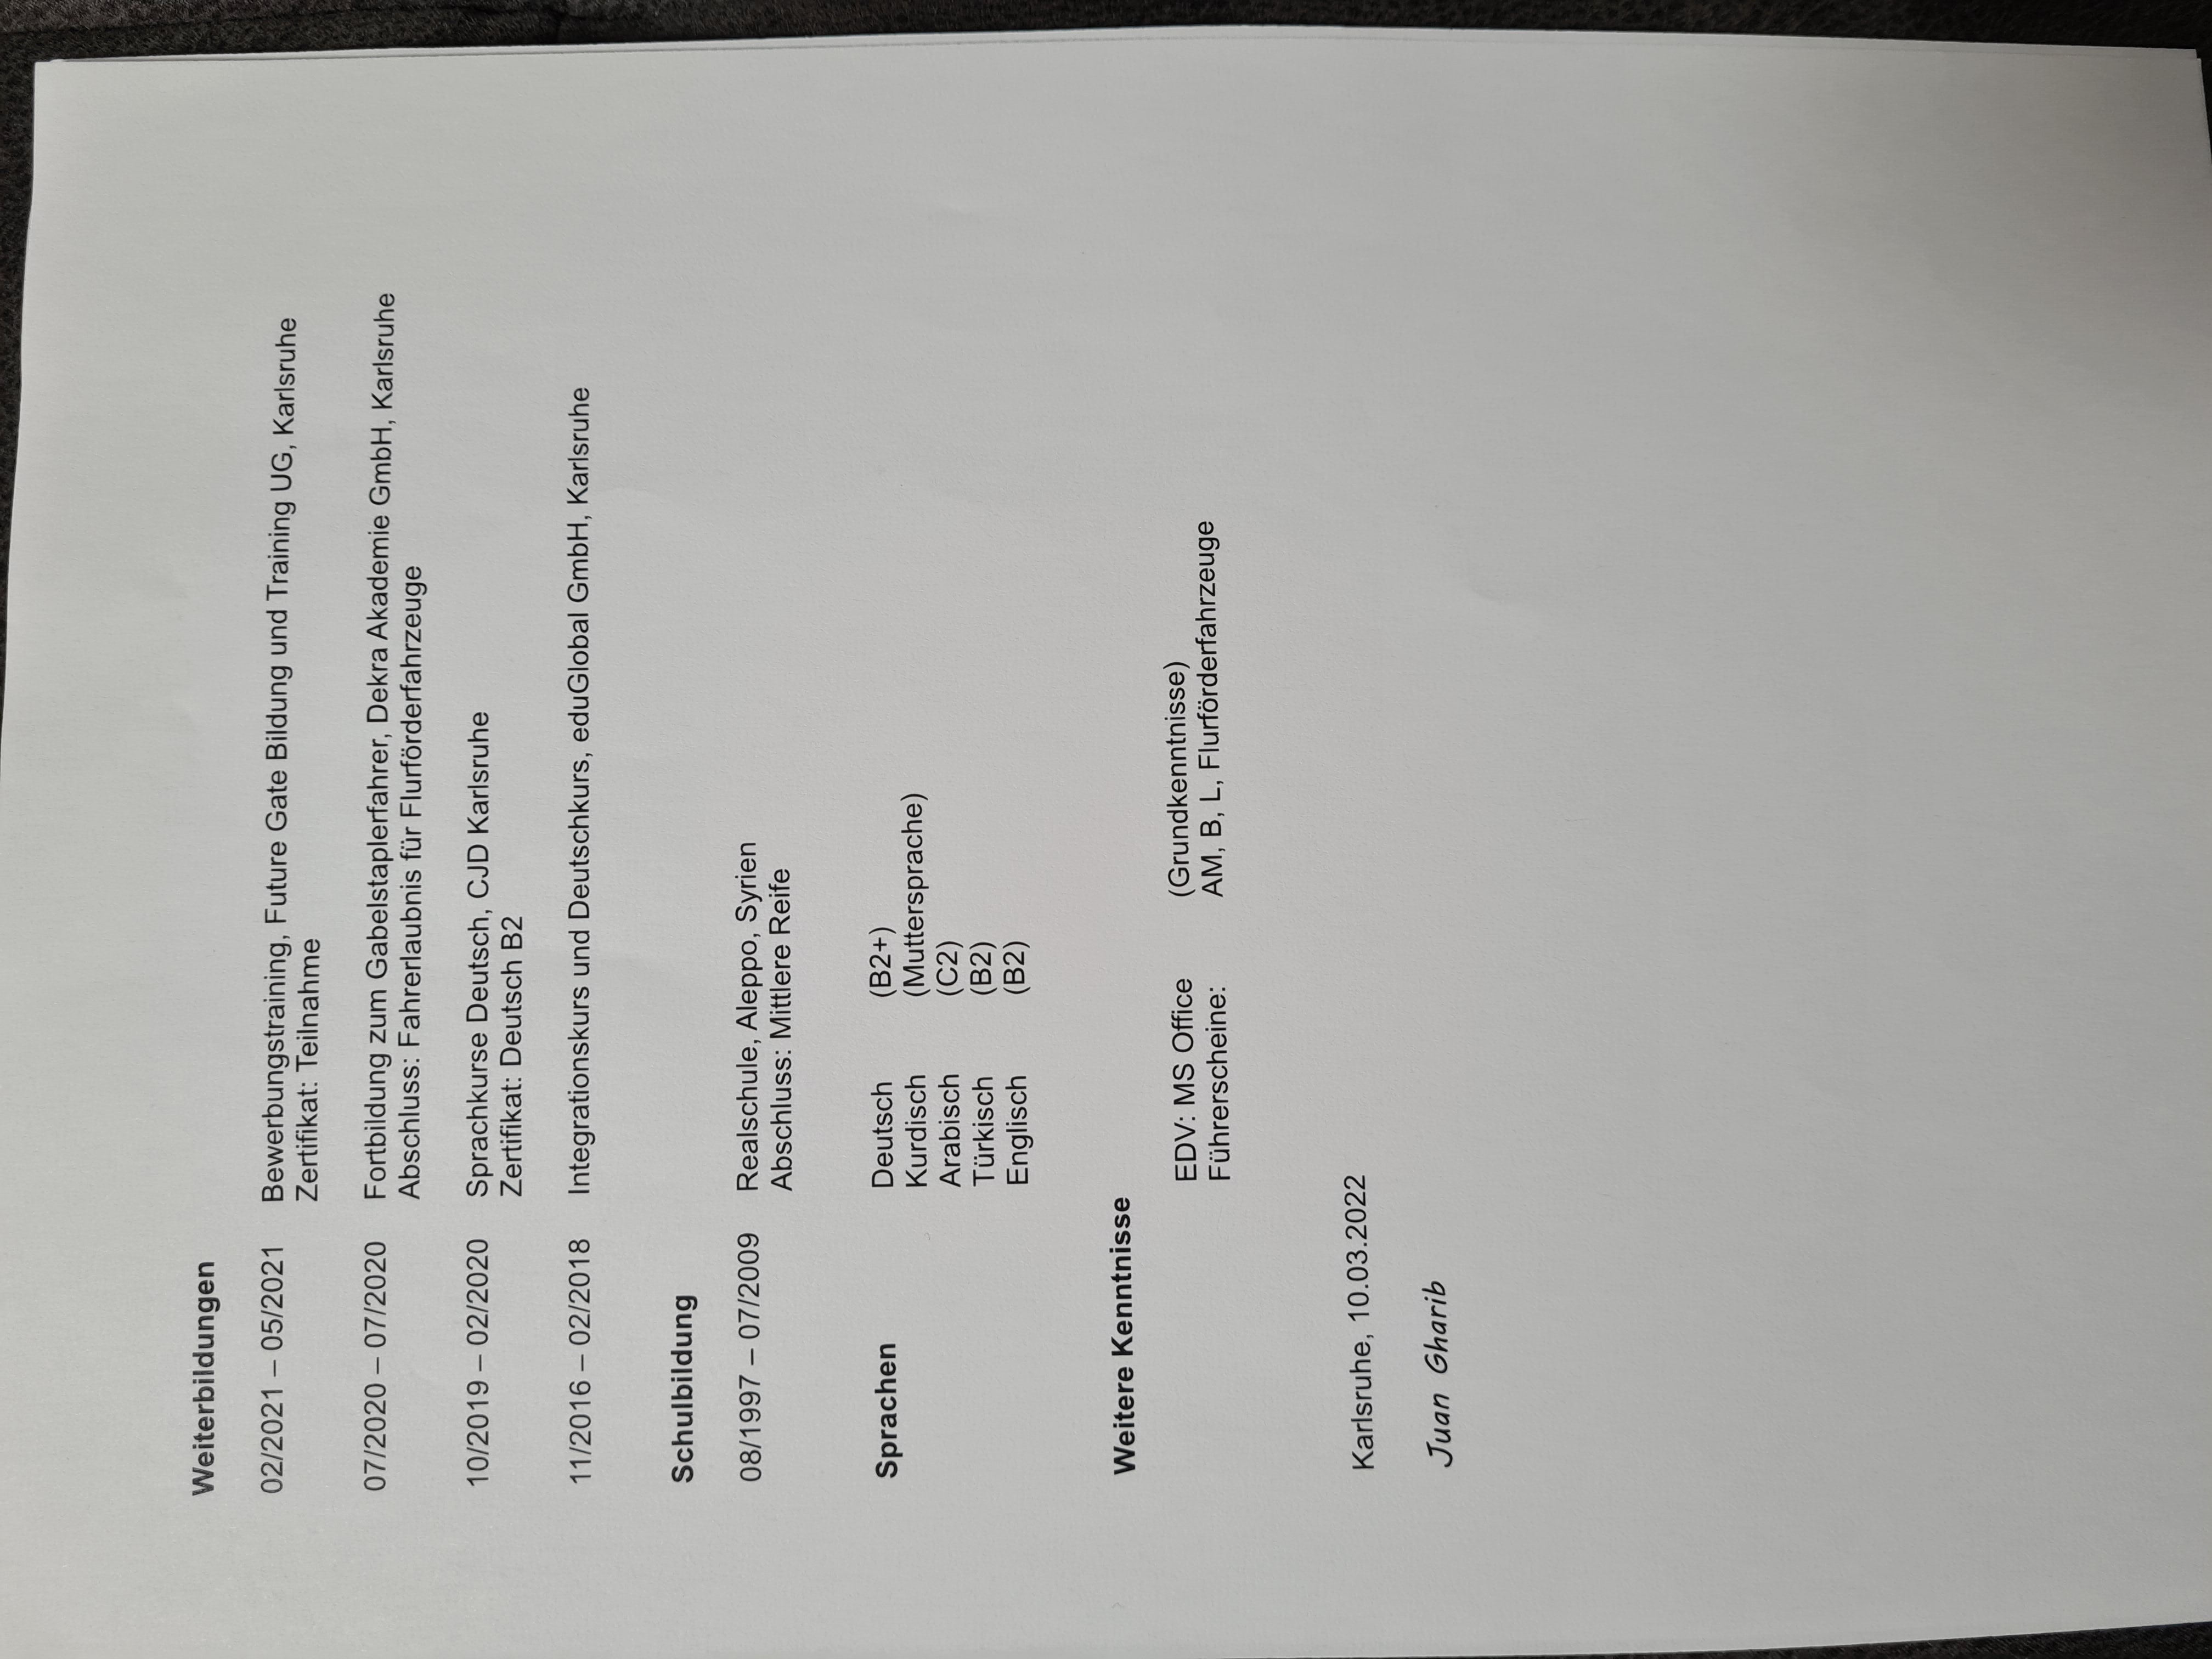 Weiterbildungen
02/2021 – 05/2021 Bewerbungstraining, Future Gate Bildung und Training UG, Karlsruhe
Zertifikat: Teilnahme
07/2020 – 07/2020 Fortbildung zum Gabelstaplerfahrer, Dekra Akademie GmbH, Karlsruhe
Abschluss: Fahrerlaubnis für Flurförderfahrzeuge
10/2019 – 02/2020 Sprachkurse Deutsch, CJD Karlsruhe
Zertifikat: Deutsch B2
11/2016 – 02/2018 Integrationskurs und Deutschkurs, eduGlobal GmbH, Karlsruhe
Schulbildung
08/1997 – 07/2009 Realschule, Aleppo, Syrien
Abschluss: Mittlere Reife
Sprachen Deutsch (B2+)
Kurdisch (Muttersprache)
Arabisch (C2)
Türkisch (B2)
Englisch (B2)
Weitere Kenntnisse
EDV: MS Office (Grundkenntnisse)
Führerscheine: AM, B, L, Flurförderfahrzeuge
Karlsruhe, 10.03.2022
Juan Gharib